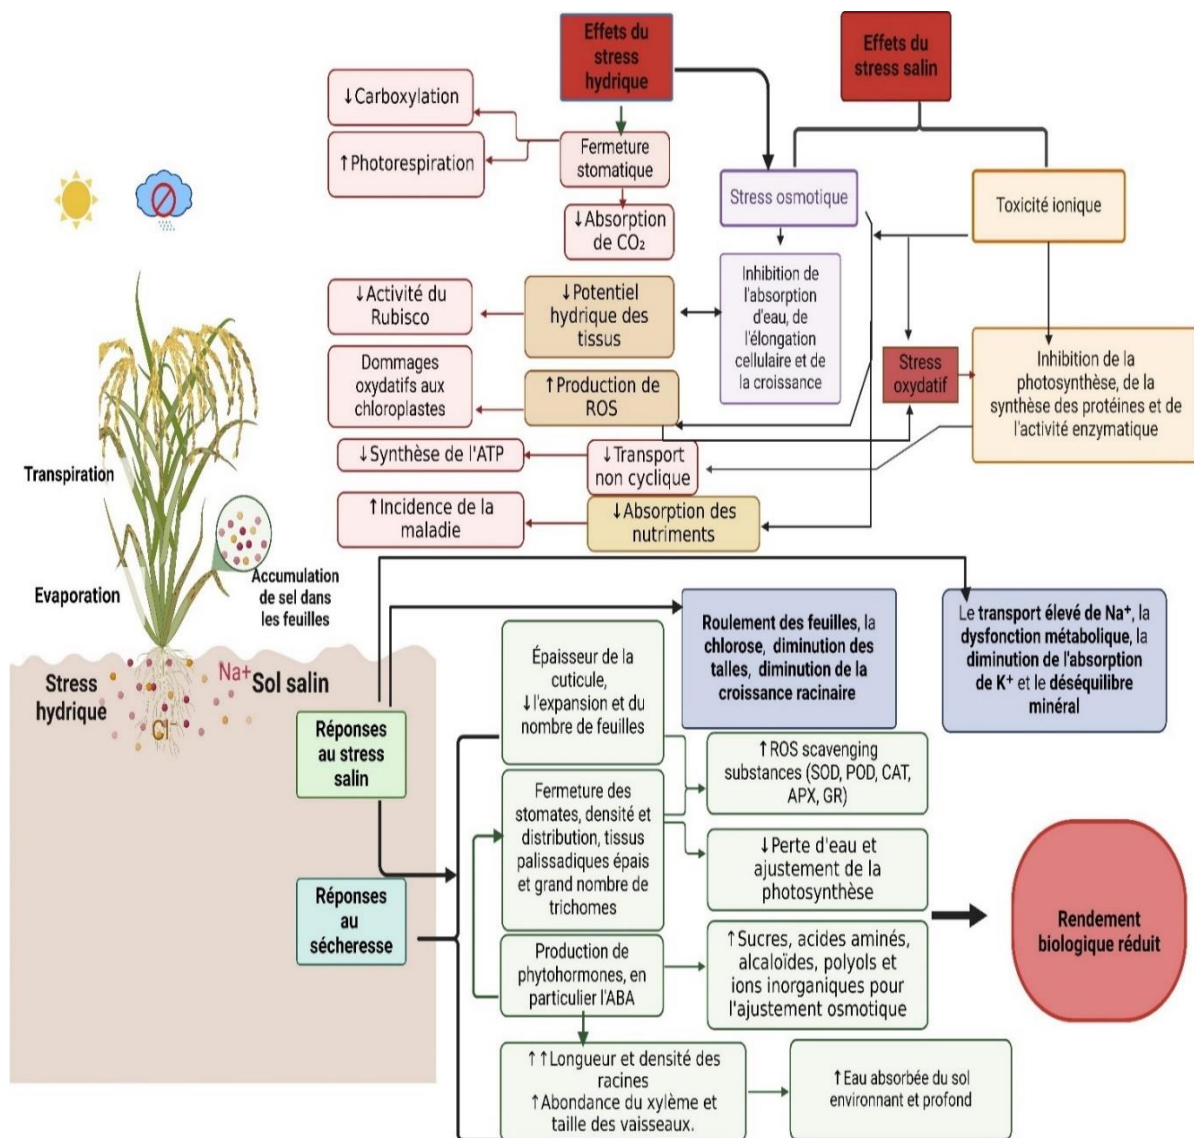 Effets du
stress
hydrique
Effets du
stress salin
↓Carboxylation
↑Photorespiration
Fermeture
stomatique
↓Absorption
de CO₂
Stress osmotique
Toxicité ionique
↓Activité du
Rubisco
↓Potentiel
hydrique des
tissus
Inhibition de
l'absorption
d'eau, de
l'élongation
cellulaire et de
la croissance
Dommages
oxydatifs aux
chloroplastes
↑Production de
ROS
Stress
oxydatif
Inhibition de la
photosynthèse, de la
synthèse des protéines et de
l'activité enzymatique
↓Synthèse de l'ATP
↓Transport
non cyclique
↑Incidence de la
maladie
↓Absorption des
nutriments
Transpiration
Evaporation
Accumulation
de sel dans
les feuilles
Stress
hydrique
Na+
Cl-
Sol salin
Réponses
au stress
salin
Réponses
au
sécheresse
Épaisseur de la
cuticule,
↓l'expansion et du
nombre de feuilles
Roulement des feuilles, la
chlorose, diminution des
talles, diminution de la
croissance racinaire
Le transport élevé de Na⁺, la
dysfonction métabolique, la
diminution de l'absorption
de K⁺ et le déséquilibre
minéral
Fermeture des
stomates, densité et
distribution, tissus
palissadiques épais
et grand nombre de
trichomes
↑ROS scavenging
substances (SOD, POD, CAT,
APX, GR)
↓Perte d'eau et
ajustement de la
photosynthèse
Production de
phytohormones, en
particulier l'ABA
↑Sucres, acides aminés,
alcaloïdes, polyols et
ions inorganiques pour
l'ajustement osmotique
Rendement
biologique réduit
↑↑Longueur et densité des
racines
↑Abondance du xylème et
taille des vaisseaux.
↑Eau absorbée du sol
environnant et profond